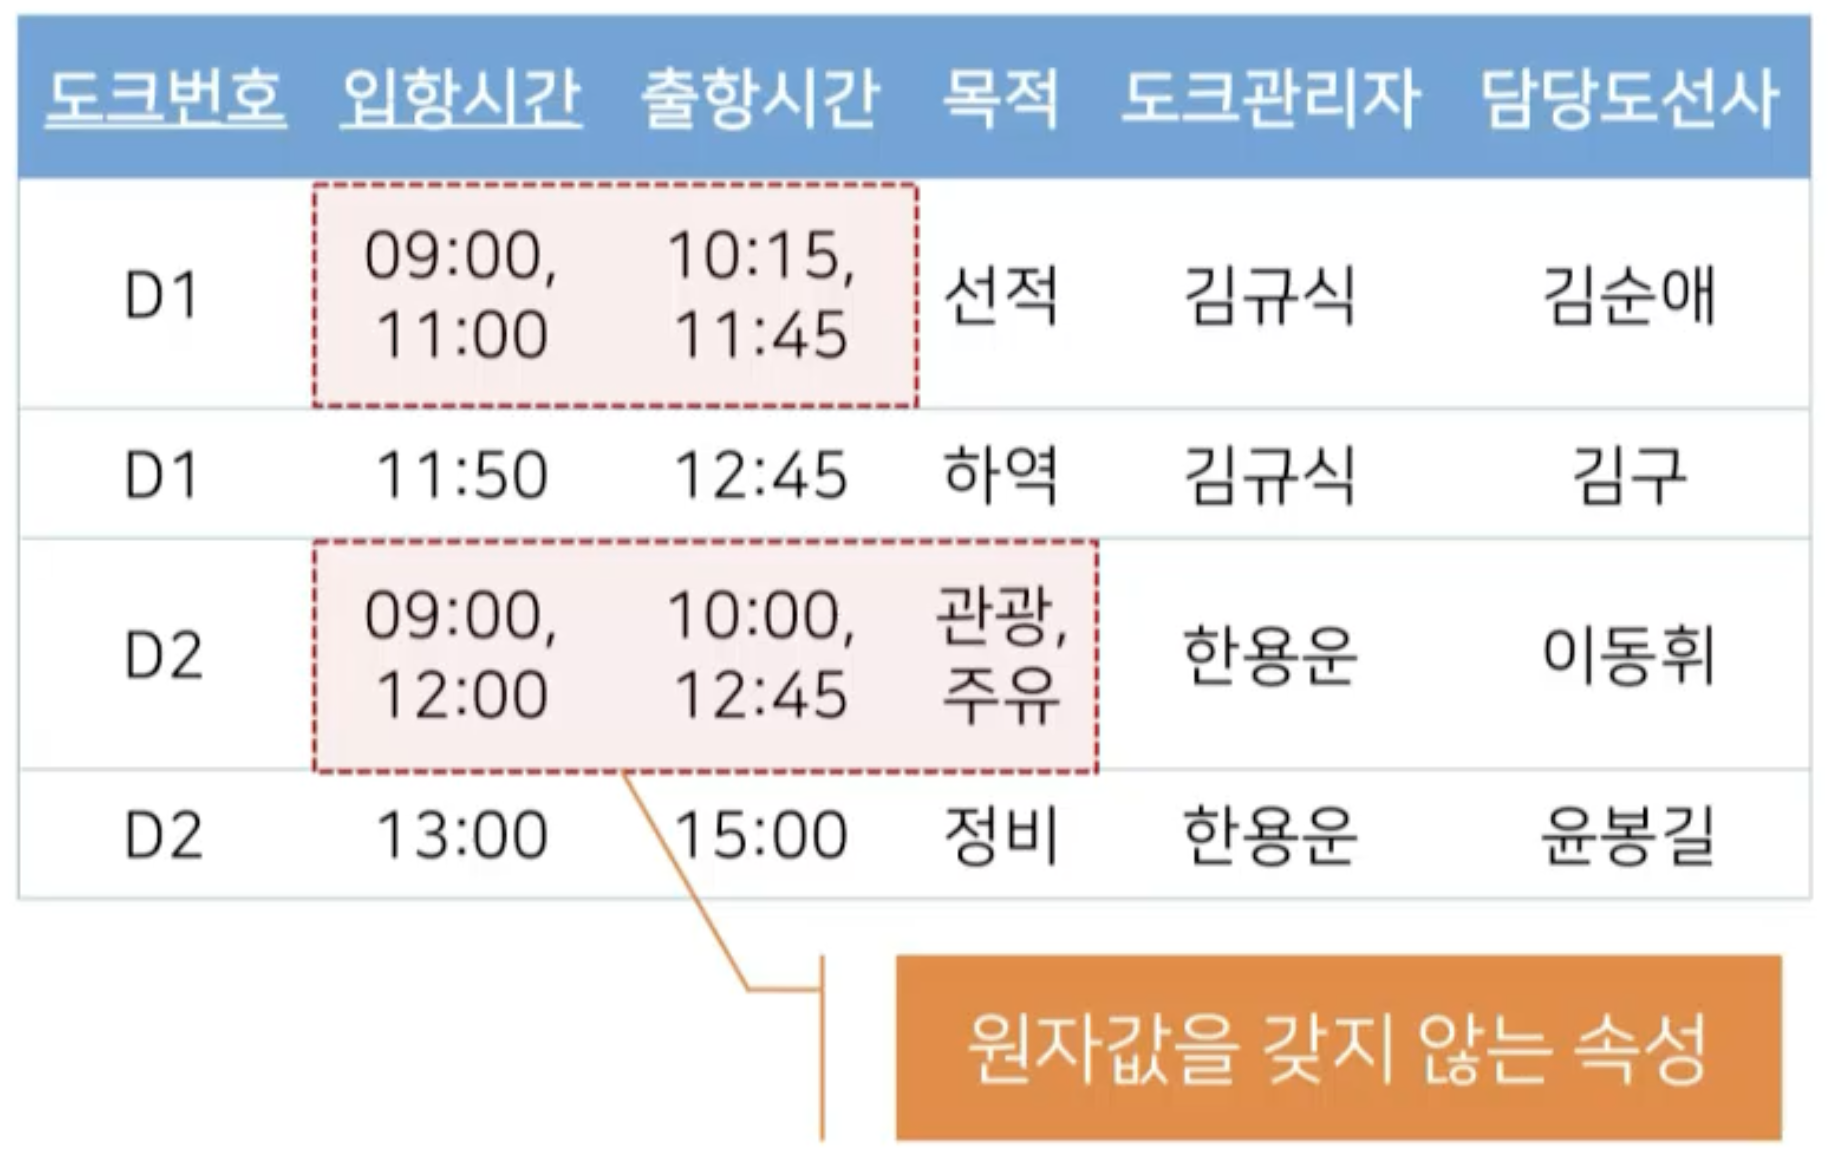 도크번호 입항시간 출항시간 목적 도크관리자 담당도선사
D1 09:00, 11:00 10:15, 11:45 선적 김규식 김순애
D1 11:50 12:45 하역 김규식 김구
D2 09:00, 12:00 10:00, 12:45 관광, 주유 한용운 이동휘
D2 13:00 15:00 정비 한용운 윤봉길
원자값을 갖지 않는 속성